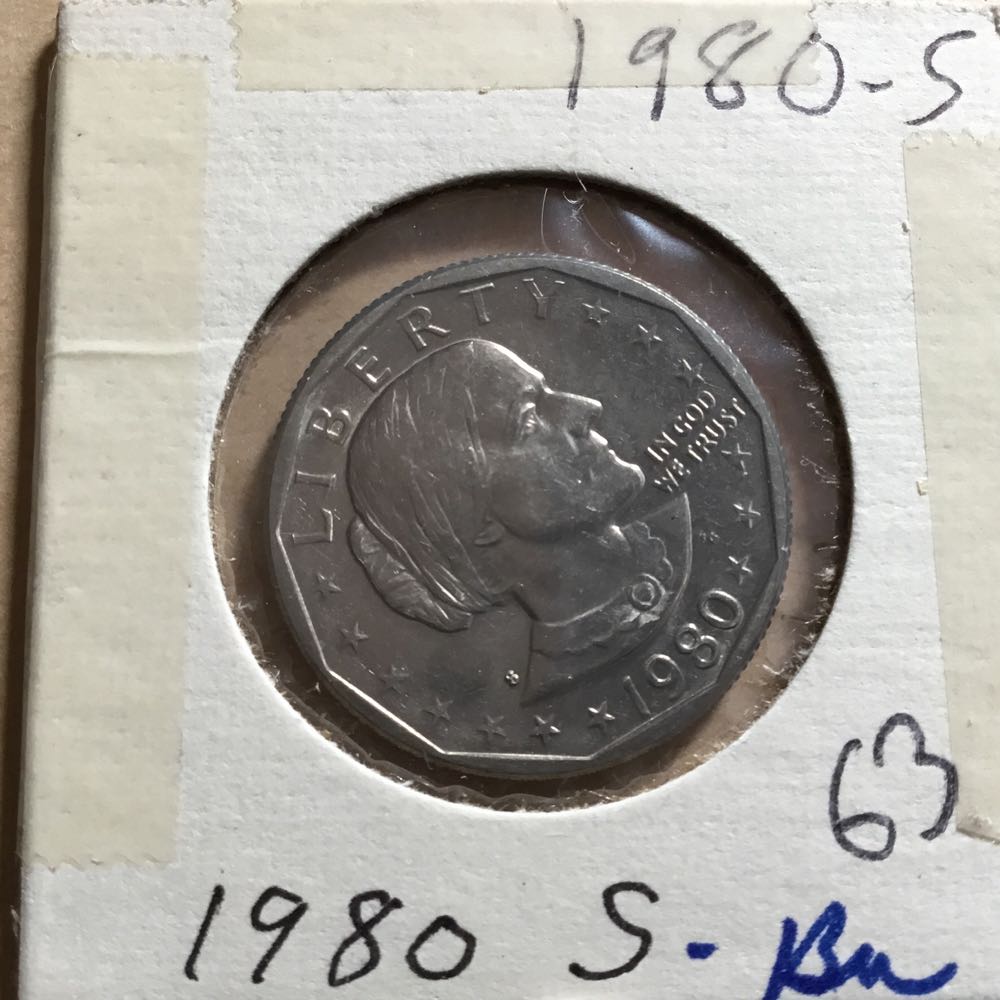 1980-S
LIBERTY
IN GOD
WE TRUST
1980
S
63
1980 S - Bu